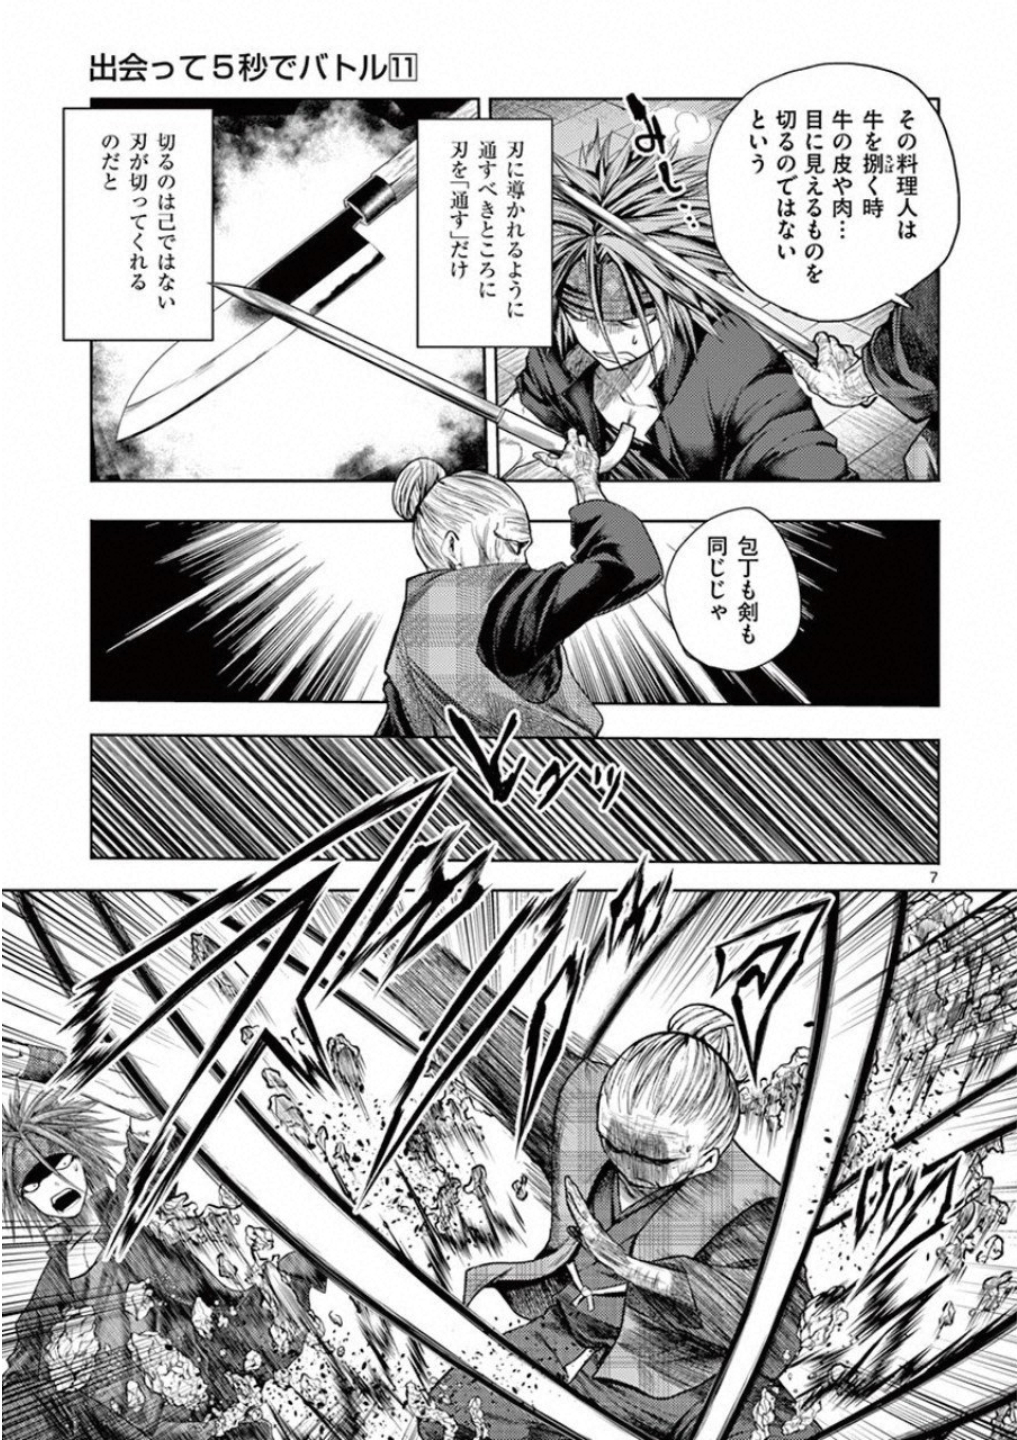 出会って5秒でバトル11
その料理人は
牛を捌く時
さば
牛の皮や肉…
目に見えるものを
切るのではない
という
刃に導かれるように
通すべきところに
刃を「通す」だけ
切るのは己ではない
刃が切ってくれる
のだと
包丁も剣も
同じじゃ
7